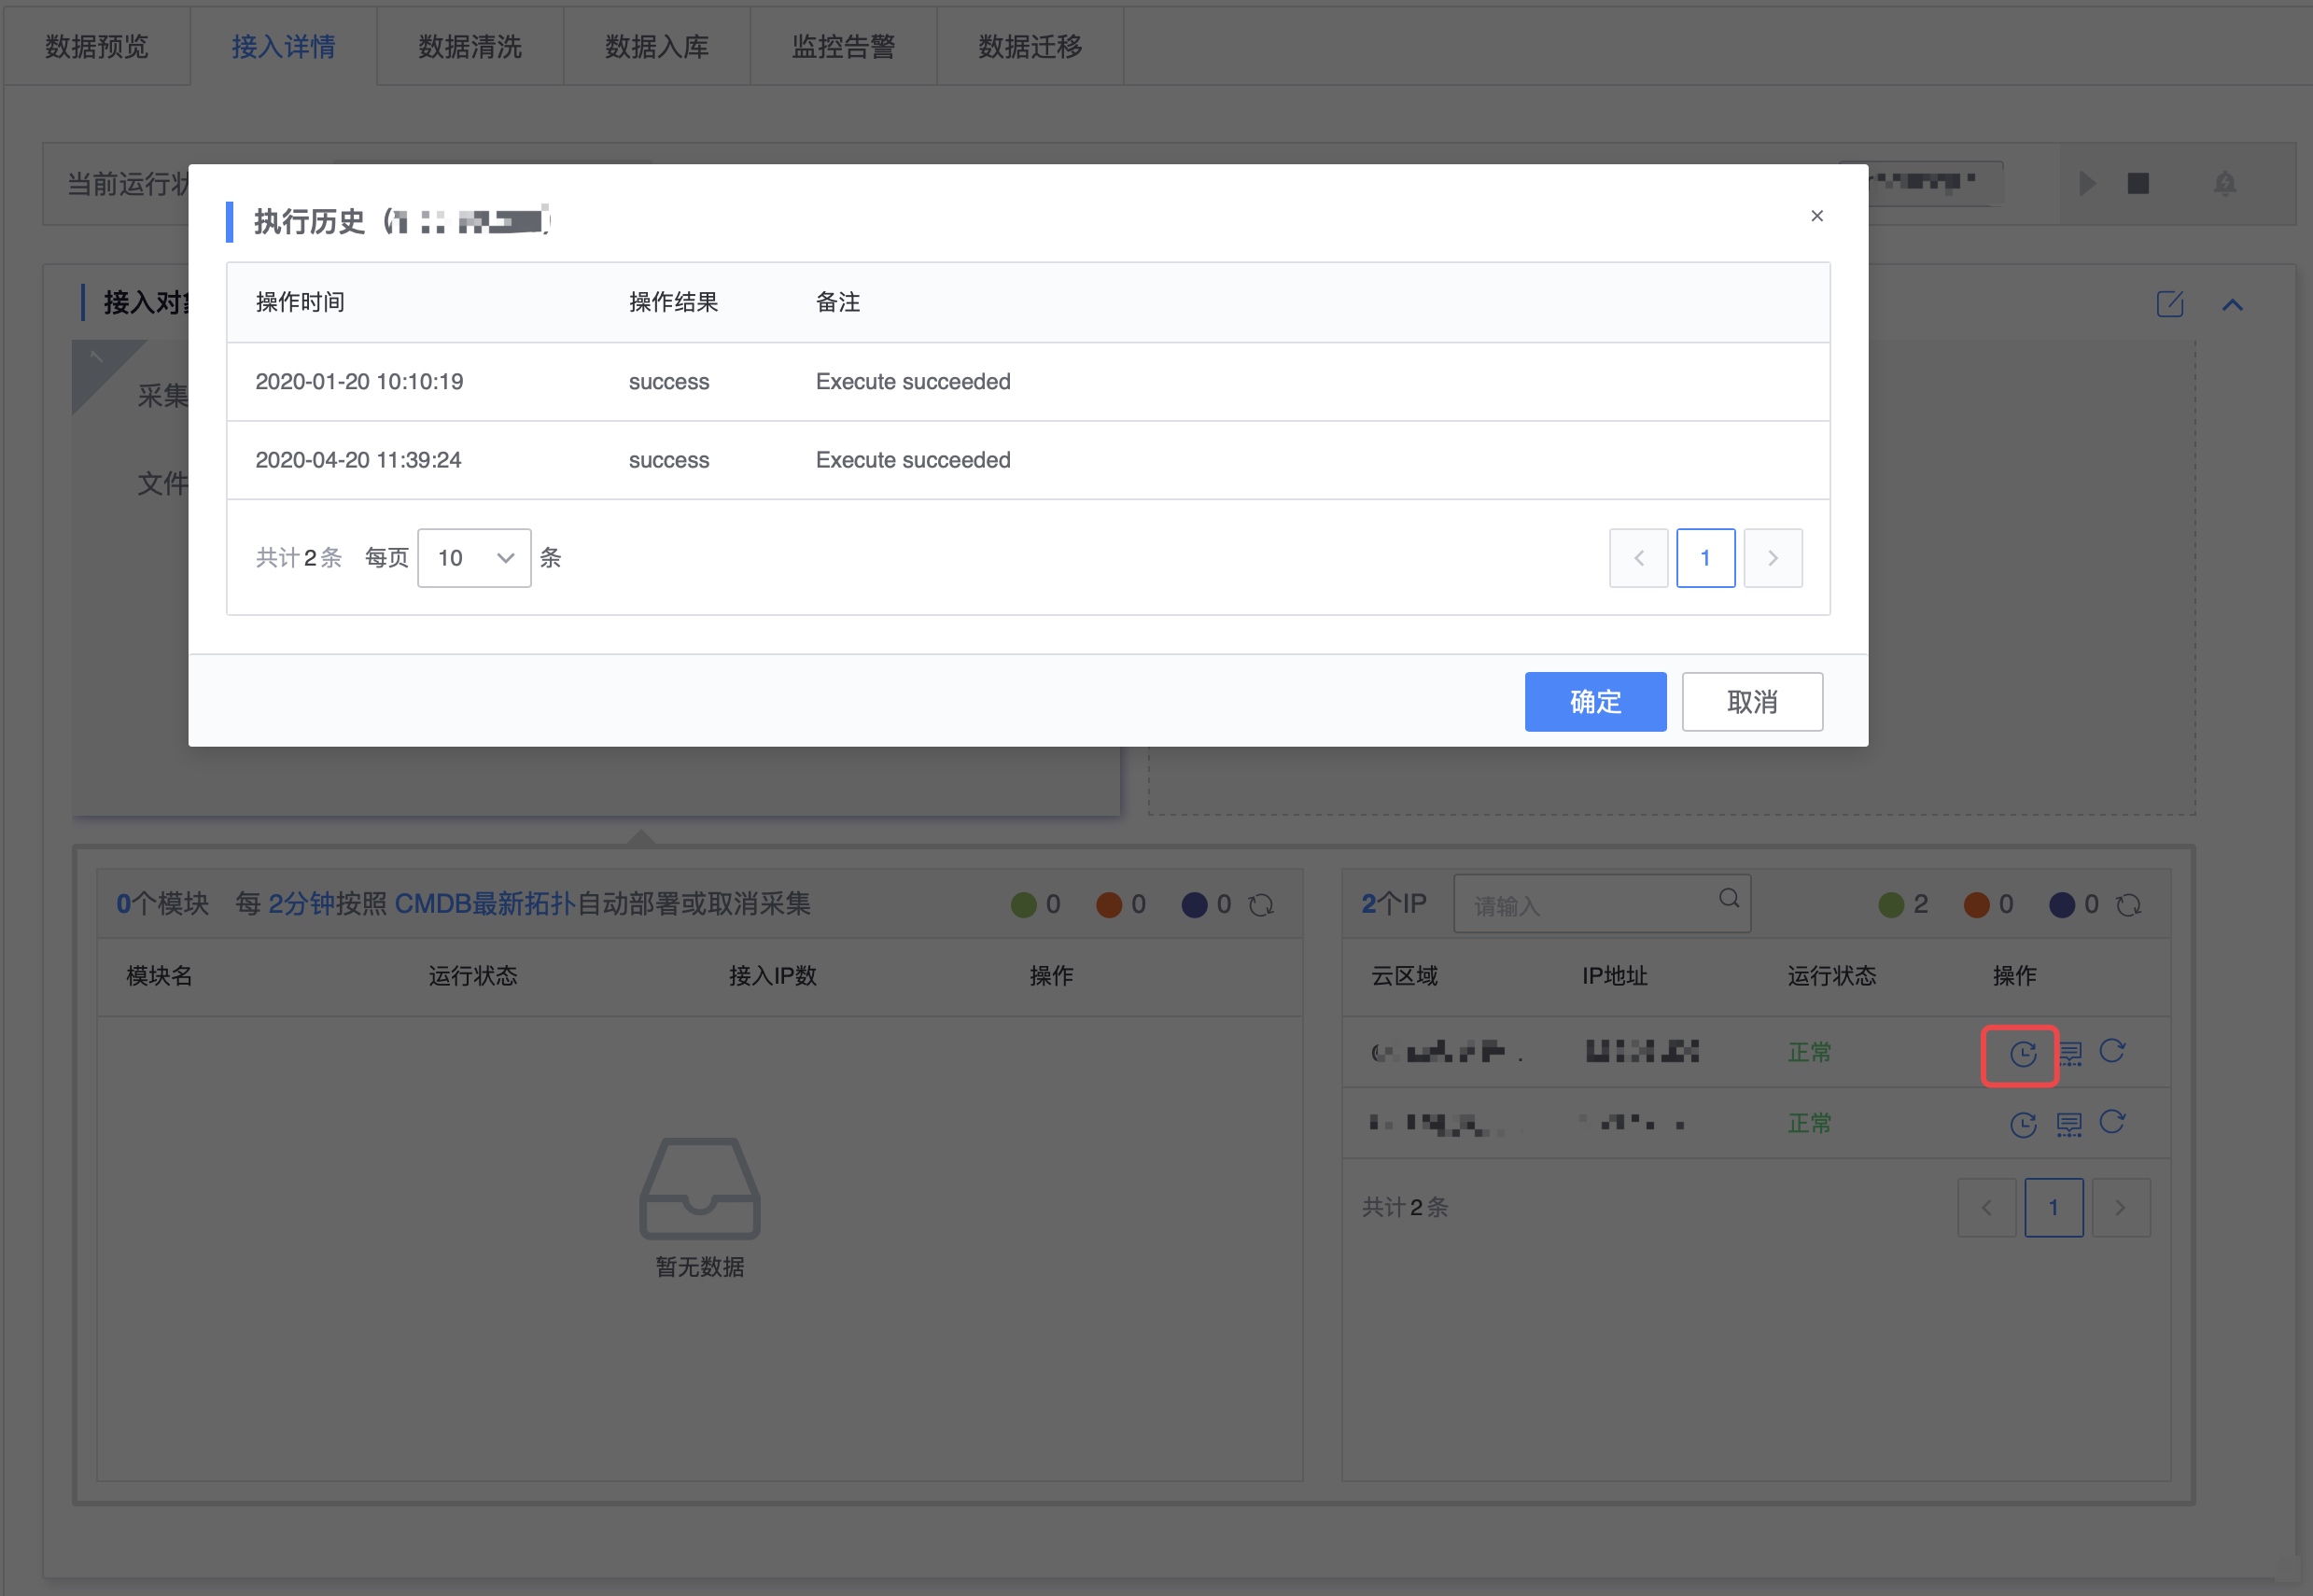 数据预览 接入详情 数据清洗 数据入库 监控告警 数据迁移
当前运行状
执行历史
接入对
操作时间 操作结果 备注
2020-01-20 10:10:19 success Execute succeeded
采集
2020-04-20 11:39:24 success Execute succeeded
文件
共计2条 每页 10 条 1
确定 取消
0个模块 每 2分钟按照 CMDB最新拓扑自动部署或取消采集 0 0 0
2个IP 请输入 2 0 0
模块名 运行状态 接入IP数 操作
云区域 IP地址 运行状态 操作
正常
正常
共计2条 1
暂无数据